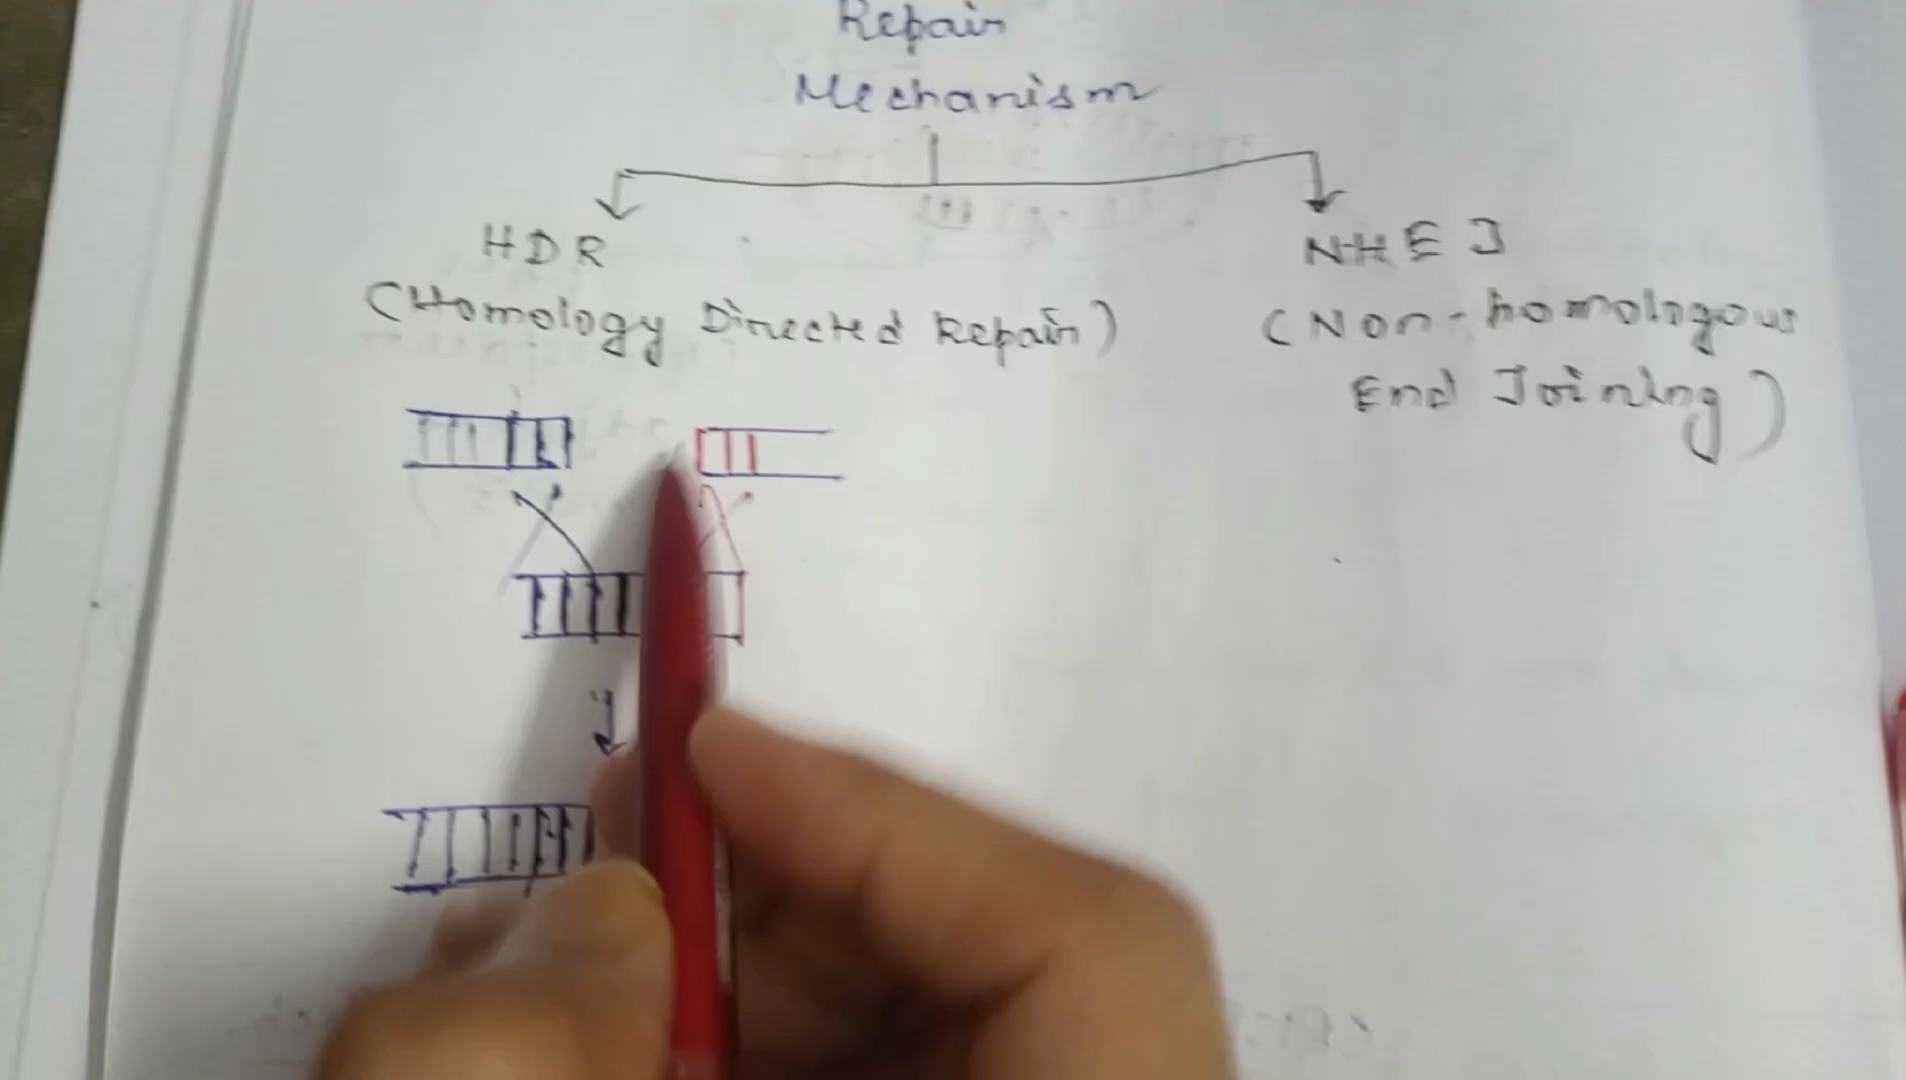 Repair
Mechanism
HDR
(Homology Directed Repair)
NHEJ
(Non-homologous
End Joining)